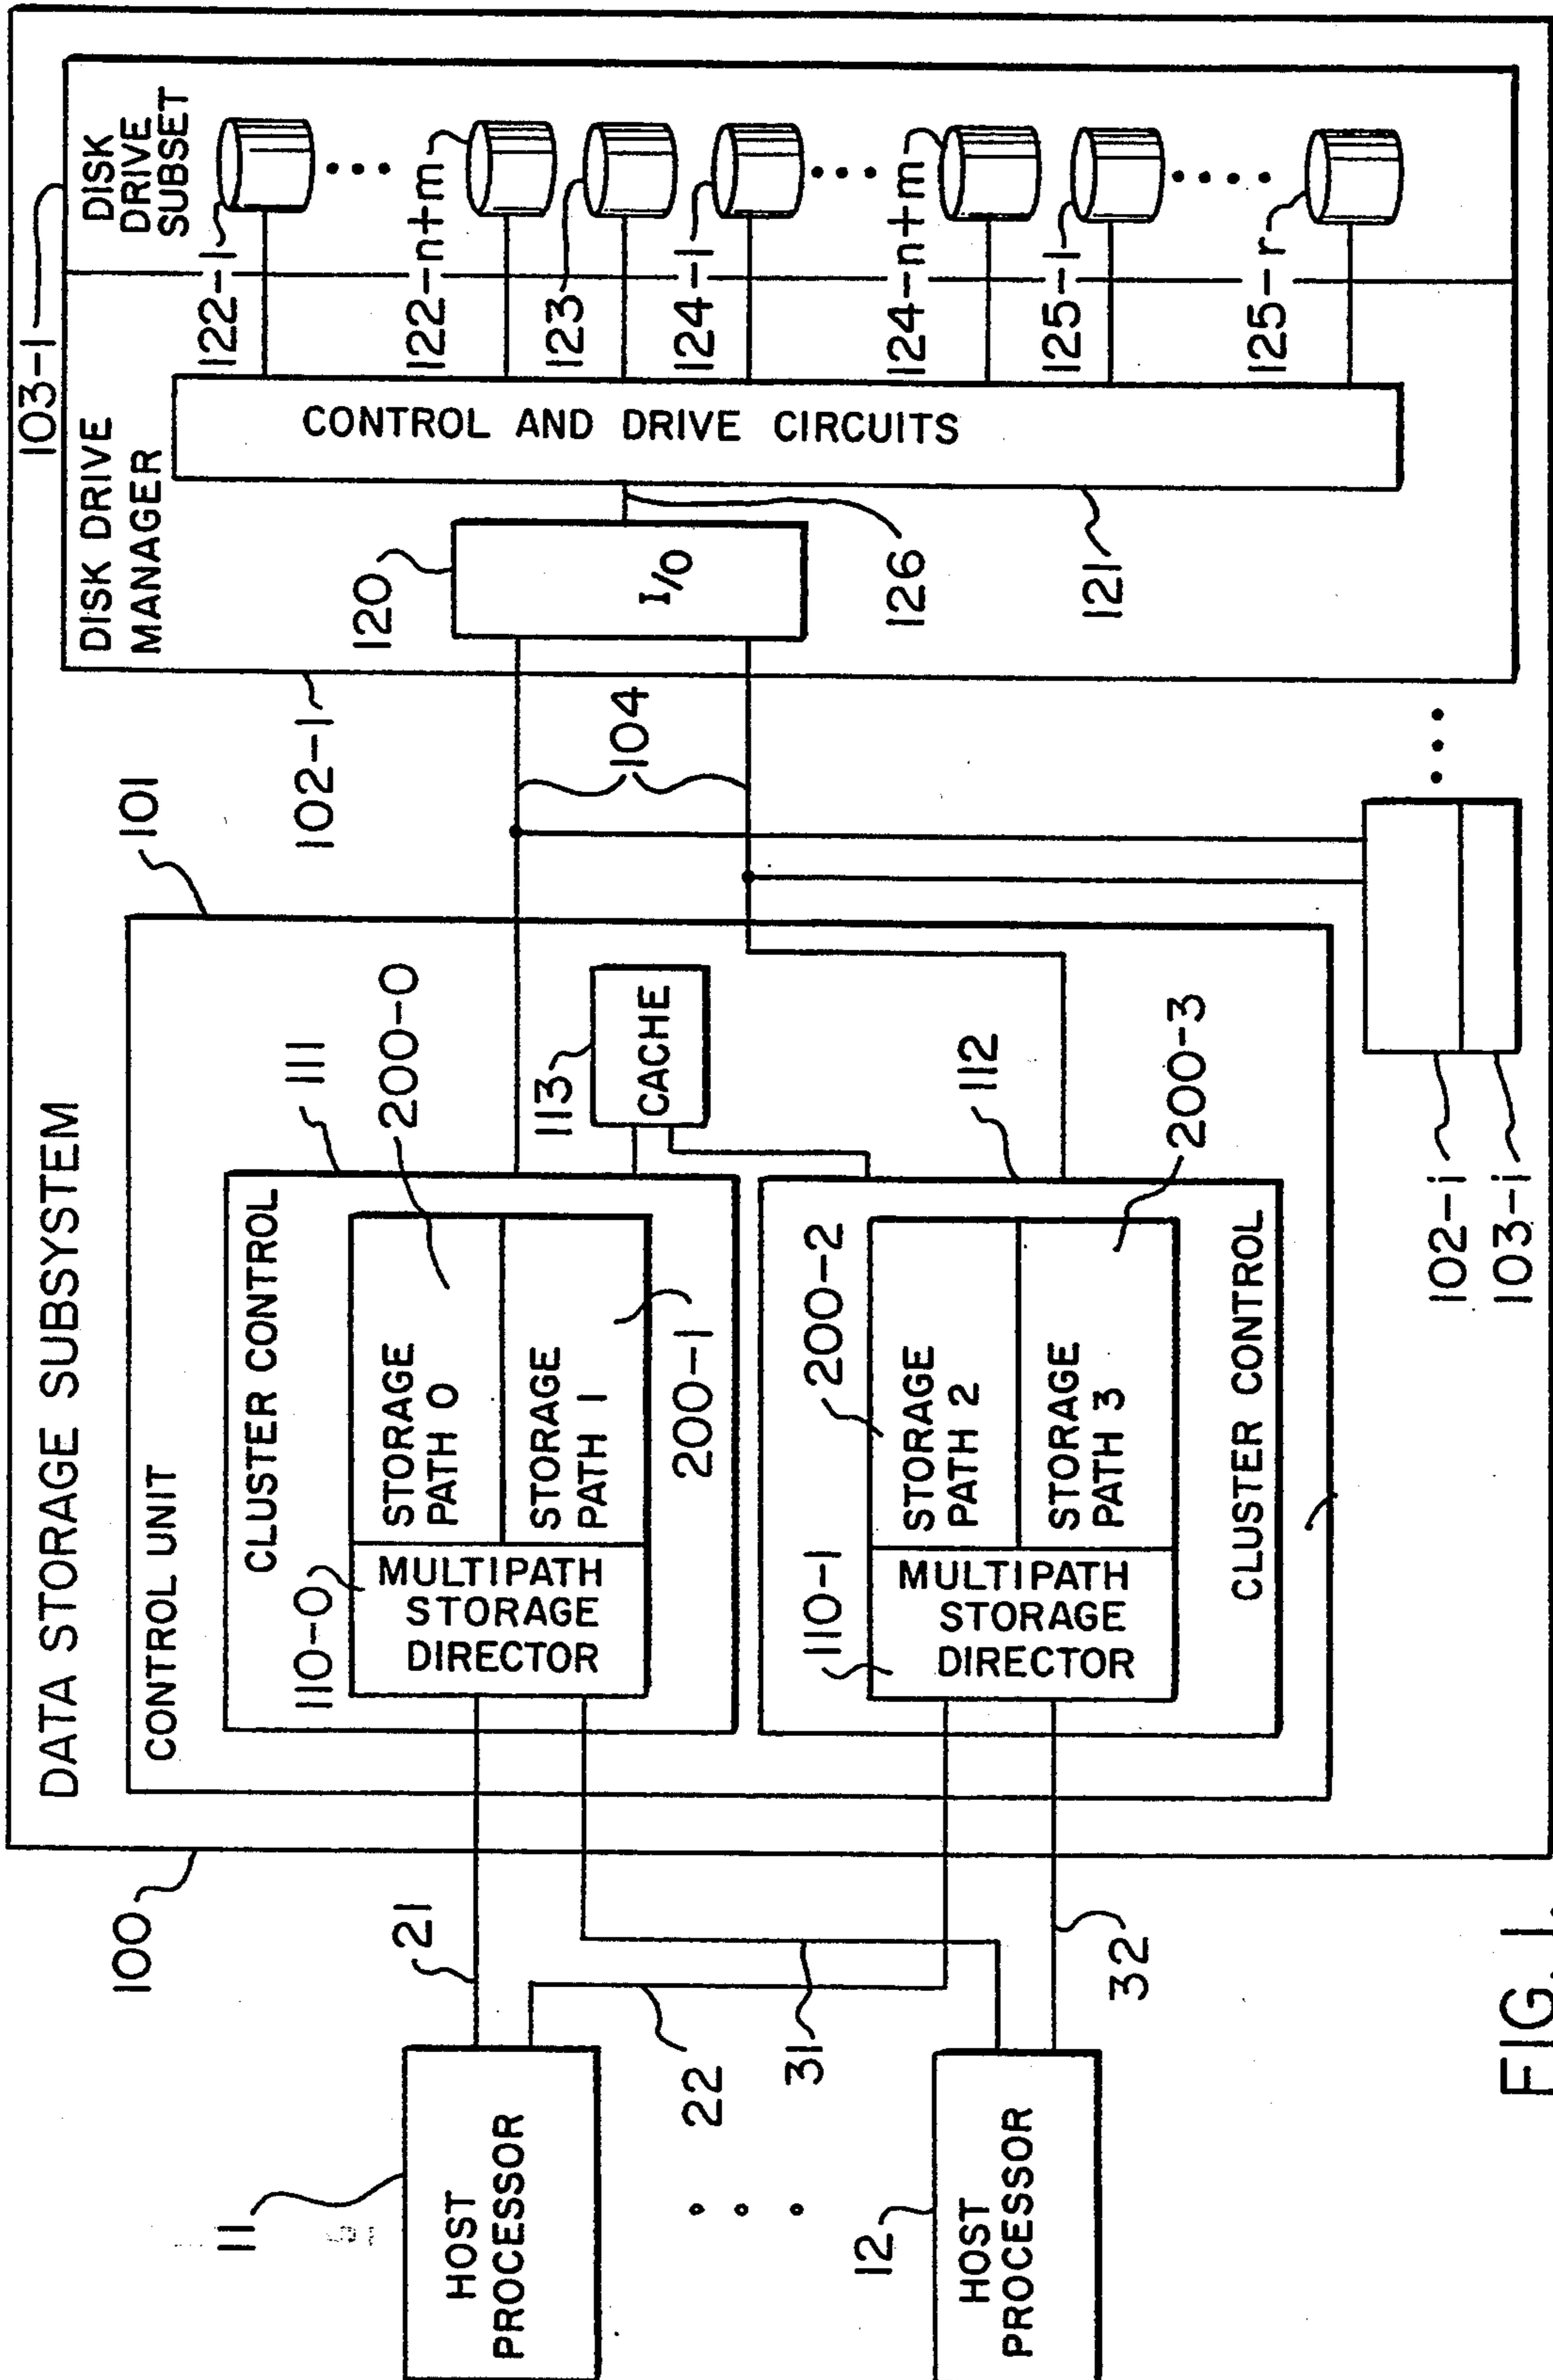 DATA STORAGE SUBSYSTEM
100
CONTROL UNIT
101
CLUSTER CONTROL
111
110-0
MULTIPATH
STORAGE
DIRECTOR
STORAGE
PATH 0
200-0
STORAGE
PATH 1
200-1
113
CACHE
110-1
MULTIPATH
STORAGE
DIRECTOR
200-2
STORAGE
PATH 2
STORAGE
PATH 3
200-3
112
CLUSTER CONTROL
11
HOST
PROCESSOR
12
HOST
PROCESSOR
21
22
31
32
104
102-1
103-1
DISK DRIVE
MANAGER
DISK
DRIVE
SUBSET
120
I/O
126
CONTROL AND DRIVE CIRCUITS
121
122-1
122-n+m
123
124-1
124-n+m
125-1
125-r
102-i
103-i
FIG. 1.